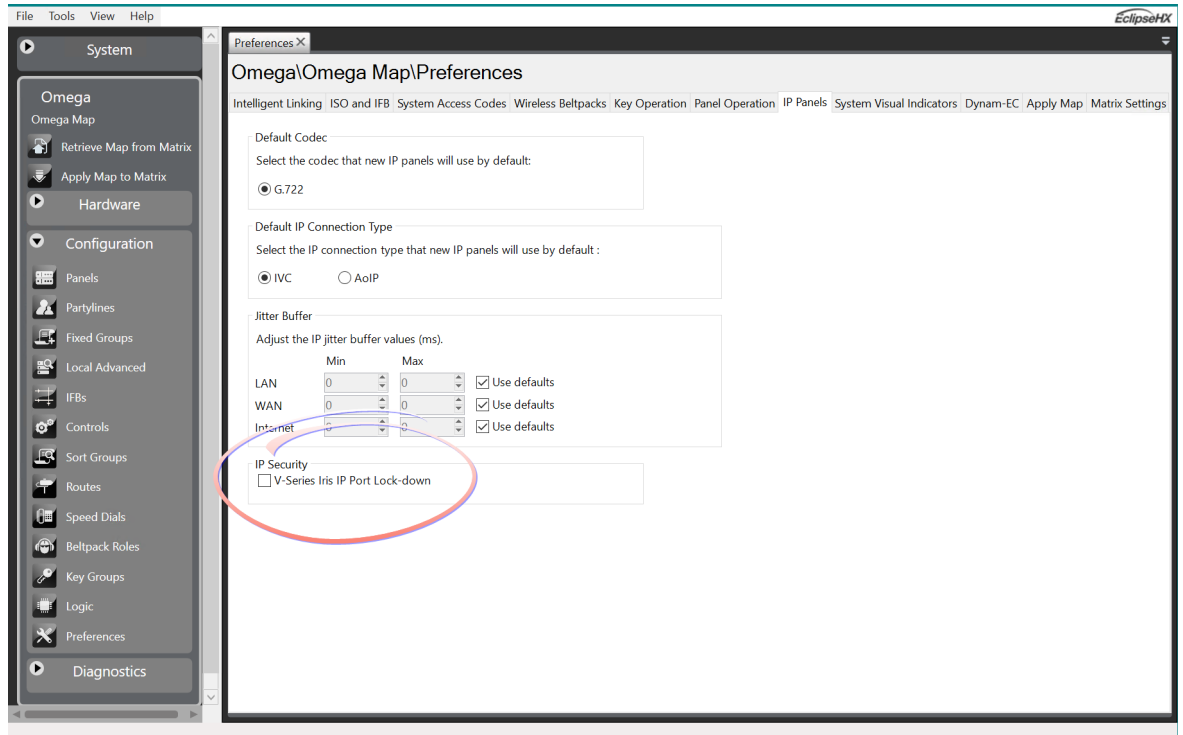 File Tools View Help
EclipseHX
System
Omega
Omega Map
Retrieve Map from Matrix
Apply Map to Matrix
Hardware
Configuration
Panels
Partylines
Fixed Groups
Local Advanced
IFBs
Controls
Sort Groups
Routes
Speed Dials
Beltpack Roles
Key Groups
Logic
Preferences
Diagnostics
Preferences
Omega\Omega Map\Preferences
Intelligent Linking ISO and IFB System Access Codes Wireless Beltpacks Key Operation Panel Operation IP Panels System Visual Indicators Dynam-EC Apply Map Matrix Settings
Default Codec
Select the codec that new IP panels will use by default:
G.722
Default IP Connection Type
Select the IP connection type that new IP panels will use by default :
IVC AoIP
Jitter Buffer
Adjust the IP jitter buffer values (ms).
Min Max
LAN 0 0 Use defaults
WAN 0 0 Use defaults
Internet 0 0 Use defaults
IP Security
V-Series Iris IP Port Lock-down